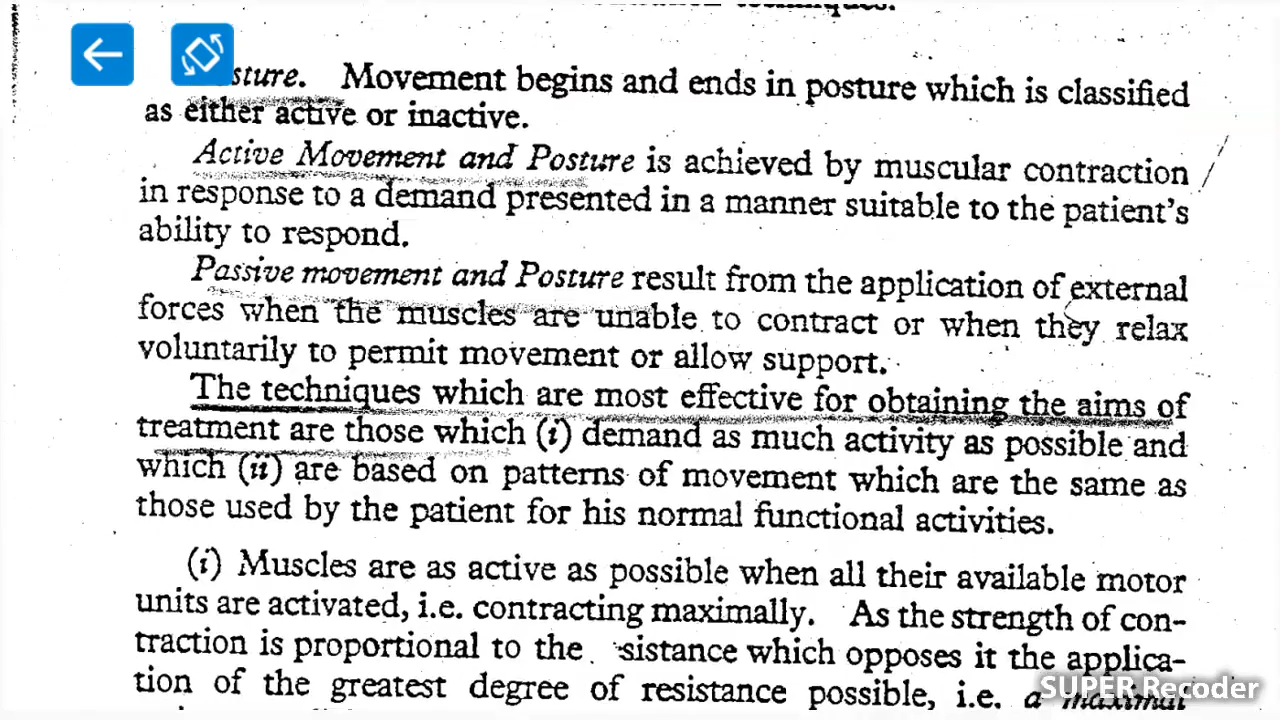 techniques.
sture. Movement begins and ends in posture which is classified
as either active or inactive.
Active Movement and Posture is achieved by muscular contraction
in response to a demand presented in a manner suitable to the patient's
ability to respond.
Passive movement and Posture result from the application of external
forces when the muscles are unable to contract or when they relax
voluntarily to permit movement or allow support.
The techniques which are most effective for obtaining the aims of
treatment are those which (i) demand as much activity as possible and
which (ii) are based on patterns of movement which are the same as
those used by the patient for his normal functional activities.
(i) Muscles are as active as possible when all their available motor
units are activated, i.e. contracting maximally. As the strength of con-
traction is proportional to the sistance which opposes it the applica-
tion of the greatest degree of resistance possible, i.e. a maximal
SUPER Recorder